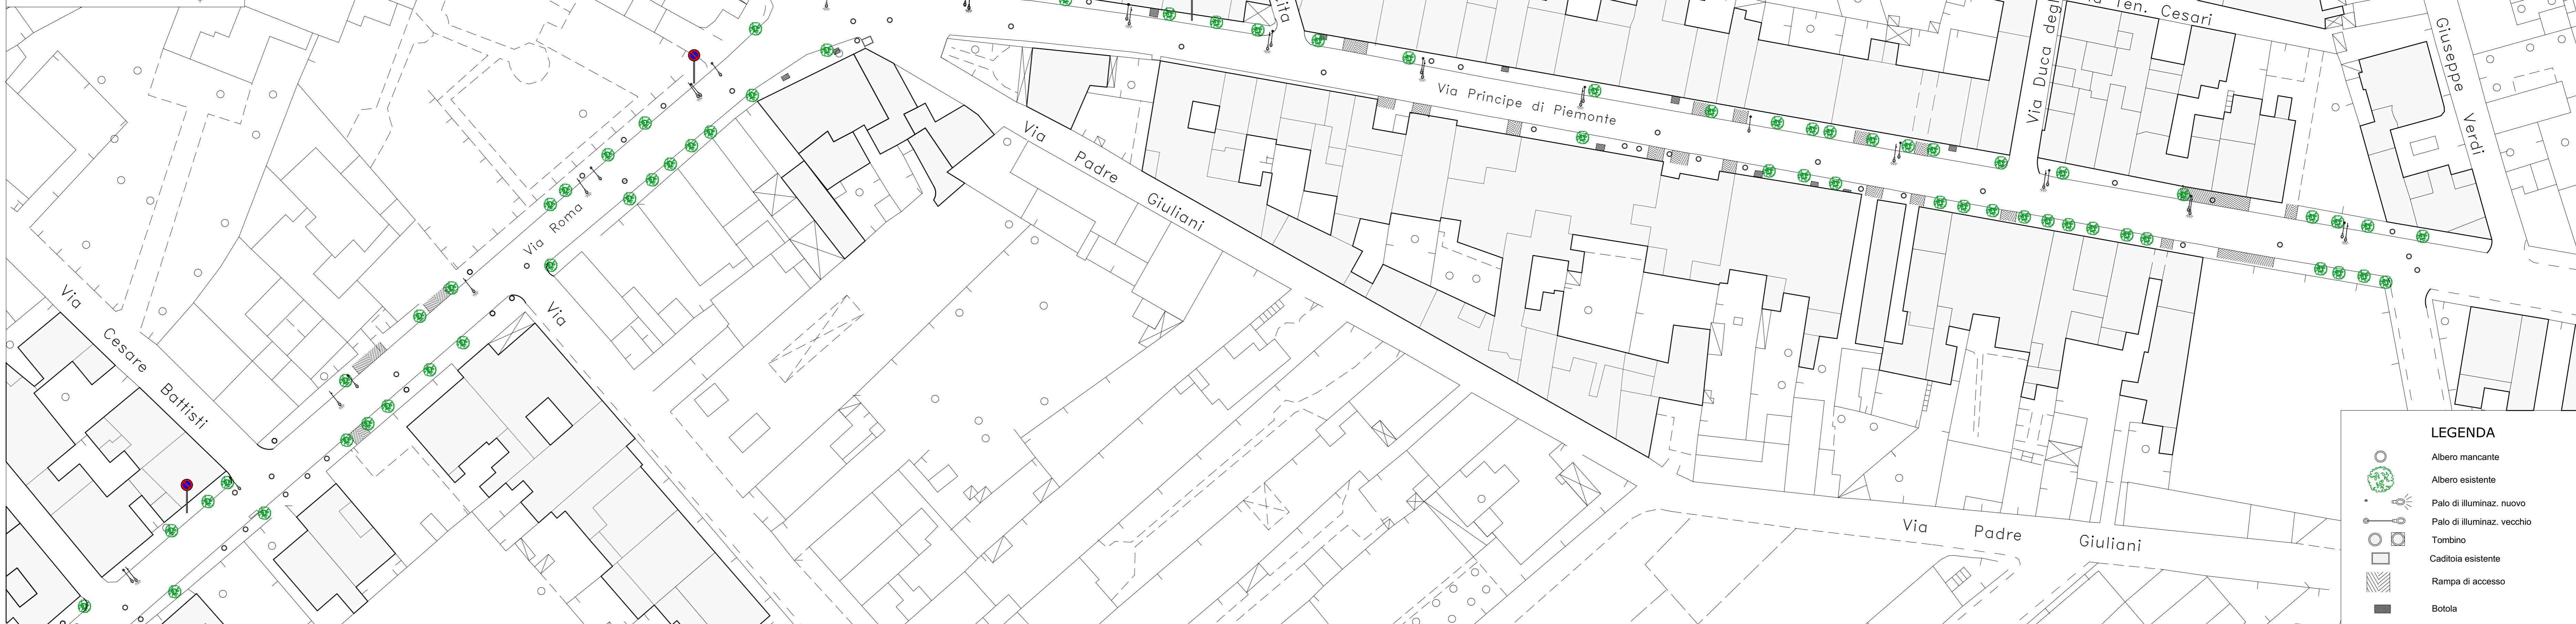 Via Ten. Cesari
Giuseppe Verdi
Via Duca degli
Via Principe di Piemonte
Via Padre Giuliani
Via Roma
Via
Via Cesare Battisti
Via Padre Giuliani
LEGENDA
Albero mancante
Albero esistente
Palo di illuminaz. nuovo
Palo di illuminaz. vecchio
Tombino
Caditoia esistente
Rampa di accesso
Botola